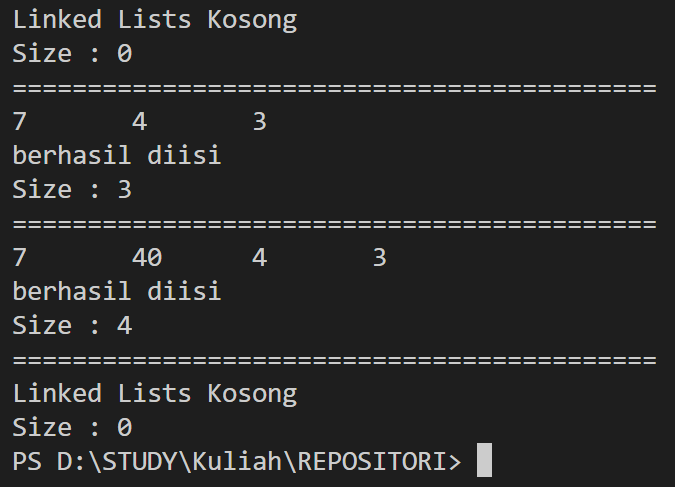 Linked Lists Kosong
Size : 0
===========================================
7       4       3
berhasil diisi
Size : 3
===========================================
7       40      4       3
berhasil diisi
Size : 4
===========================================
Linked Lists Kosong
Size : 0
PS D:\STUDY\Kuliah\REPOSITORI>